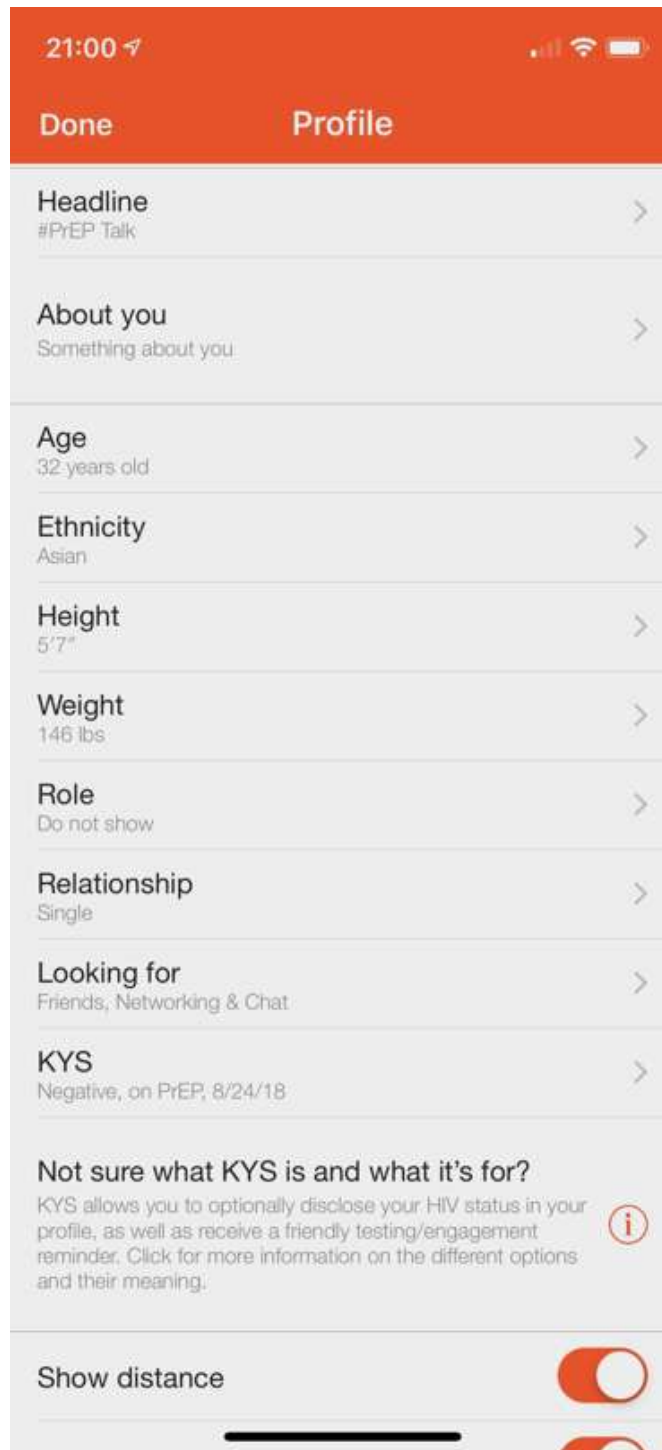 21:00
Done
Profile
Headline
#PrEP Talk
About you
Something about you
Age
32 years old
Ethnicity
Asian
Height
5'7"
Weight
146 lbs
Role
Do not show
Relationship
Single
Looking for
Friends, Networking & Chat
KYS
Negative, on PrEP, 8/24/18
Not sure what KYS is and what it's for?
KYS allows you to optionally disclose your HIV status in your
profile, as well as receive a friendly testing/engagement
reminder. Click for more information on the different options
and their meaning.
Show distance